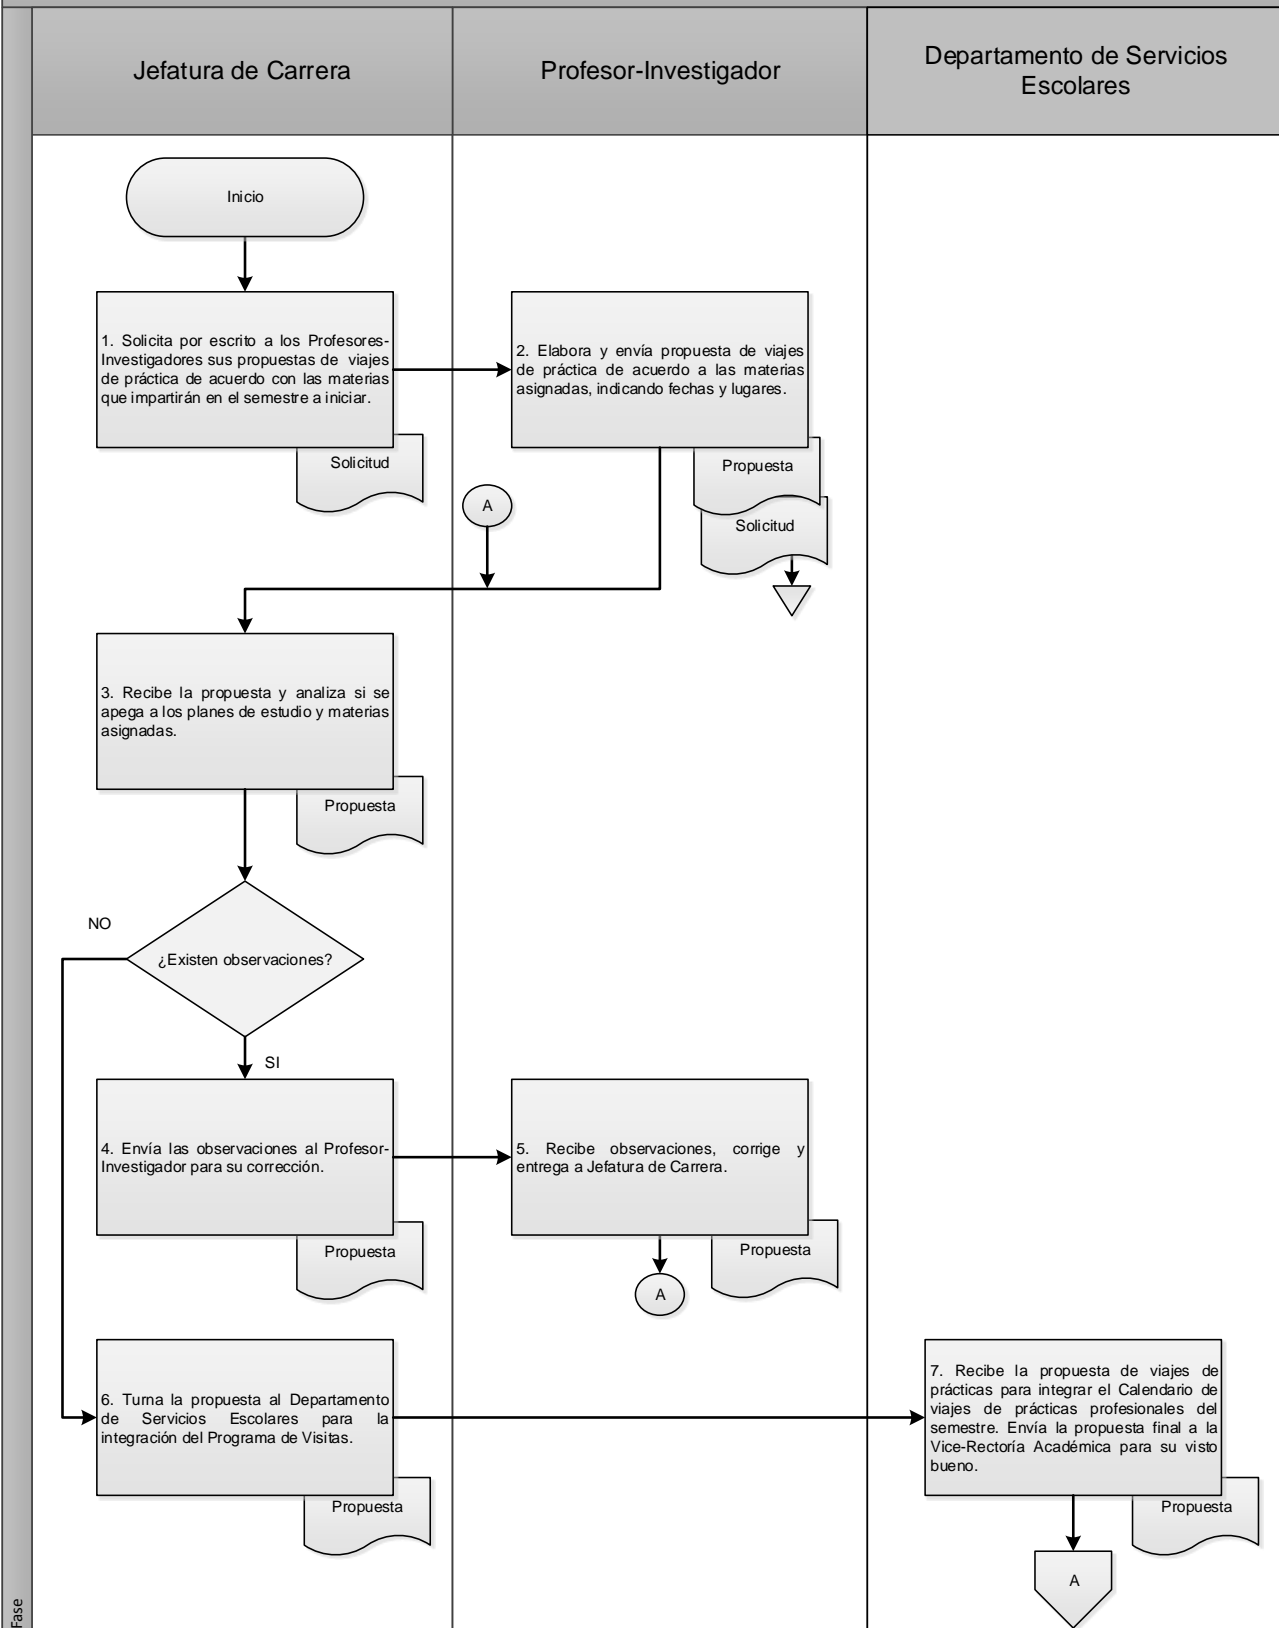 Jefatura de Carrera
Profesor-Investigador
Departamento de Servicios
Escolares
Inicio
1. Solicita por escrito a los Profesores-
Investigadores sus propuestas de viajes
de práctica de acuerdo con las materias
que impartirán en el semestre a iniciar.
Solicitud
2. Elabora y envía propuesta de viajes
de práctica de acuerdo a las materias
asignadas, indicando fechas y lugares.
Propuesta
Solicitud
A
3. Recibe la propuesta y analiza si se
apega a los planes de estudio y materias
asignadas.
Propuesta
¿Existen observaciones?
NO
SI
4. Envía las observaciones al Profesor-
Investigador para su corrección.
Propuesta
5. Recibe observaciones, corrige y
entrega a Jefatura de Carrera.
Propuesta
A
6. Turna la propuesta al Departamento
de Servicios Escolares para la
integración del Programa de Visitas.
Propuesta
7. Recibe la propuesta de viajes de
prácticas para integrar el Calendario de
viajes de prácticas profesionales del
semestre. Envía la propuesta final a la
Vice-Rectoría Académica para su visto
bueno.
Propuesta
A
Fase